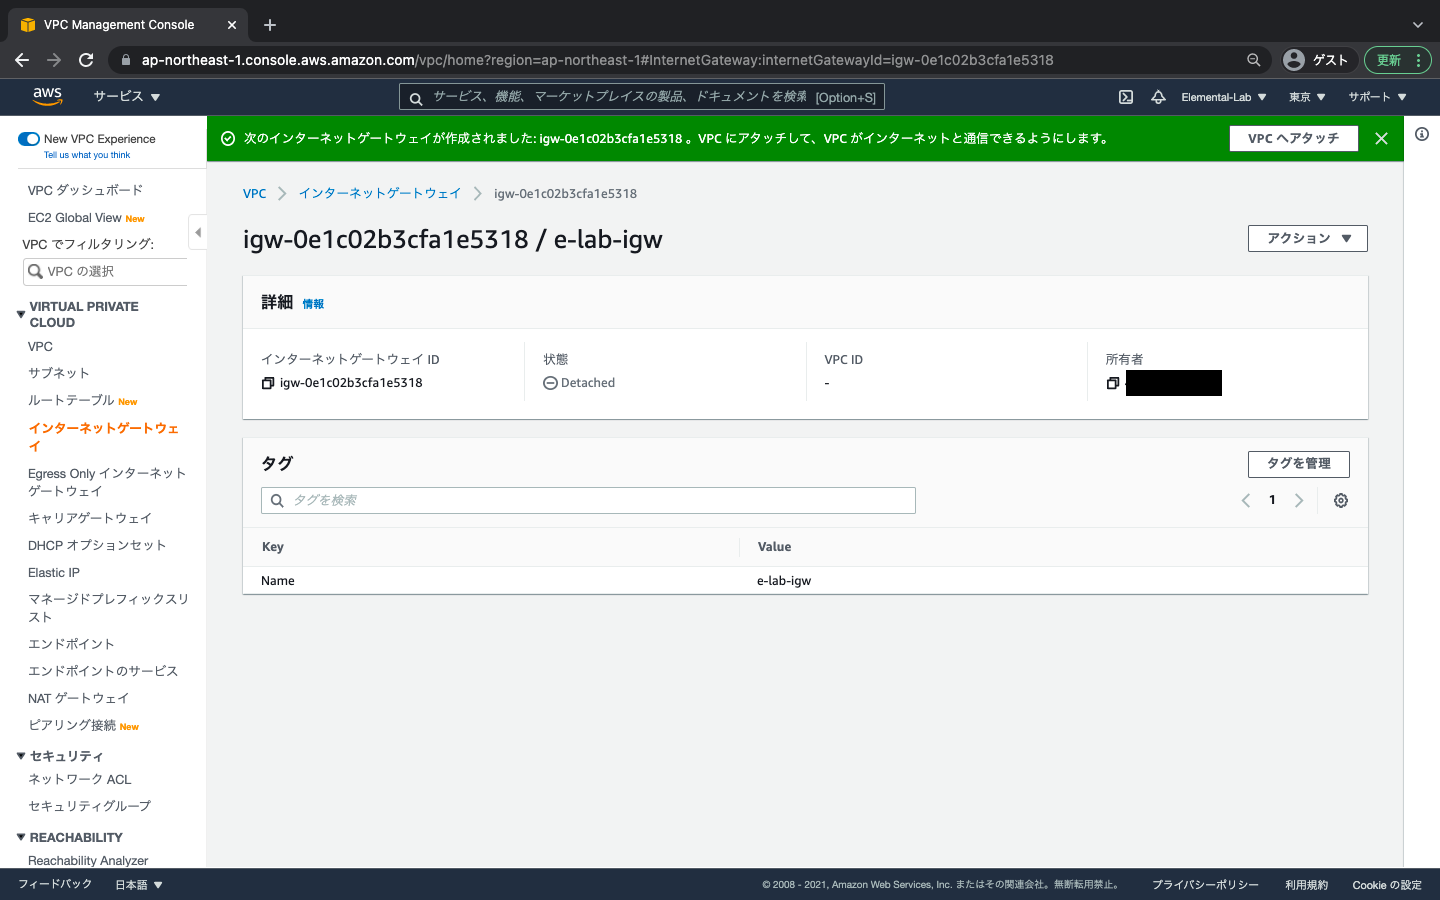 VPC Management Console
ap-northeast-1.console.aws.amazon.com/vpc/home?region=ap-northeast-1#InternetGateway:internetGatewayId=igw-0e1c02b3cfa1e5318
ゲスト
更新
aws
サービス
サービス、機能、マーケットプレイスの製品、ドキュメントを検索 [Option+S]
Elemental-Lab
東京
サポート
New VPC Experience
Tell us what you think
次のインターネットゲートウェイが作成されました: igw-0e1c02b3cfa1e5318 。VPC にアタッチして、VPC がインターネットと通信できるようにします。
VPC へアタッチ
VPC ダッシュボード
EC2 Global View New
VPC でフィルタリング:
VPC の選択
VIRTUAL PRIVATE
CLOUD
VPC
サブネット
ルートテーブル New
インターネットゲートウェ
イ
Egress Only インターネット
ゲートウェイ
キャリアゲートウェイ
DHCP オプションセット
Elastic IP
マネージドプレフィックスリ
スト
エンドポイント
エンドポイントのサービス
NAT ゲートウェイ
ピアリング接続 New
セキュリティ
ネットワーク ACL
セキュリティグループ
REACHABILITY
Reachability Analyzer
VPC
インターネットゲートウェイ
igw-0e1c02b3cfa1e5318
igw-0e1c02b3cfa1e5318 / e-lab-igw
アクション
詳細 情報
インターネットゲートウェイ ID
igw-0e1c02b3cfa1e5318
状態
Detached
VPC ID
-
所有者
タグ
タグを管理
タグを検索
1
Key
Value
Name
e-lab-igw
フィードバック
日本語
© 2008 - 2021, Amazon Web Services, Inc. またはその関連会社。無断転用禁止。
プライバシーポリシー
利用規約
Cookie の設定